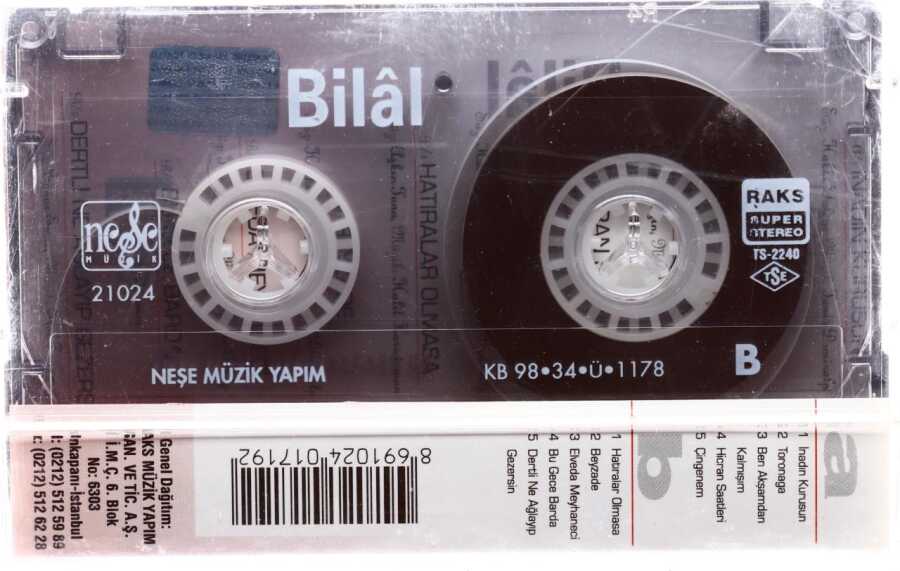 Bilâl
neşe
MÜZİK
21024
NEŞE MÜZİK YAPIM
KB 98•34•Ü•1178
B
RAKS
SUPER
STEREO
TS-2240
TSE
HATIRALAR OLMASA
a
1 İnadın Kurusun
2 Toronaga
3 Ben Akşamdan
Kalmışım
4 Hicran Saatleri
5 Çingenem
b
1 Hatıralar Olmasa
2 Beyzade
3 Elveda Meyhaneci
4 Bu Gece Barda
5 Dertli Ne Ağlayıp
Gezersin
8 691024 017192
Genel Dağıtım:
RAKS MÜZİK YAPIM
SAN. VE TİC. A.Ş.
İ.M.Ç. 6. Blok
No: 6303
Unkapanı-İstanbul
(0212) 512 59 89
(0212) 512 62 28